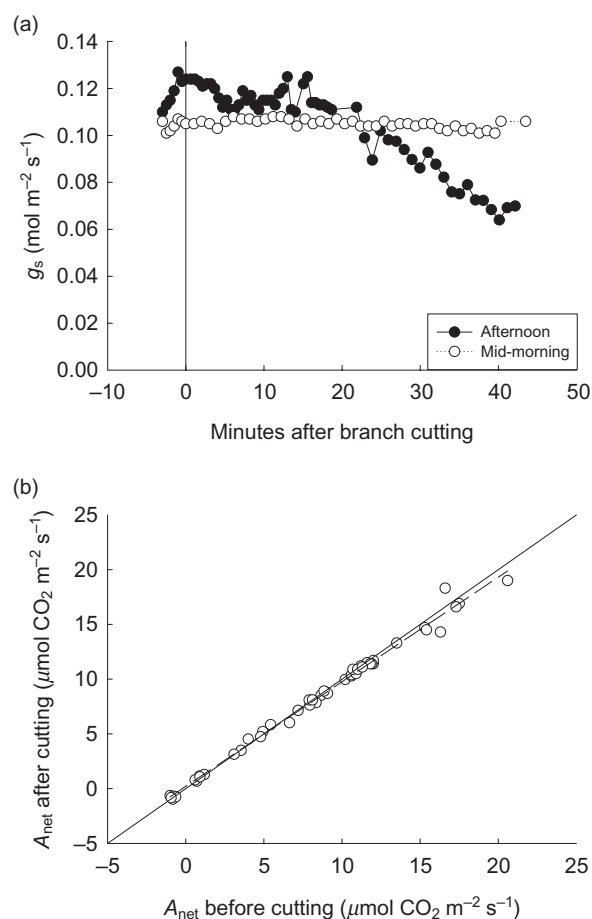 (a)
0.14
0.12
0.10
0.08
0.06
0.04
0.02
0.00
gs (mol m–2 s–1)
Afternoon
Mid-morning
–10 0 10 20 30 40 50
Minutes after branch cutting
(b)
25
20
15
10
5
0
–5
Anet after cutting (μmol CO2 m–2 s–1)
–5 0 5 10 15 20 25
Anet before cutting (μmol CO2 m–2 s–1)